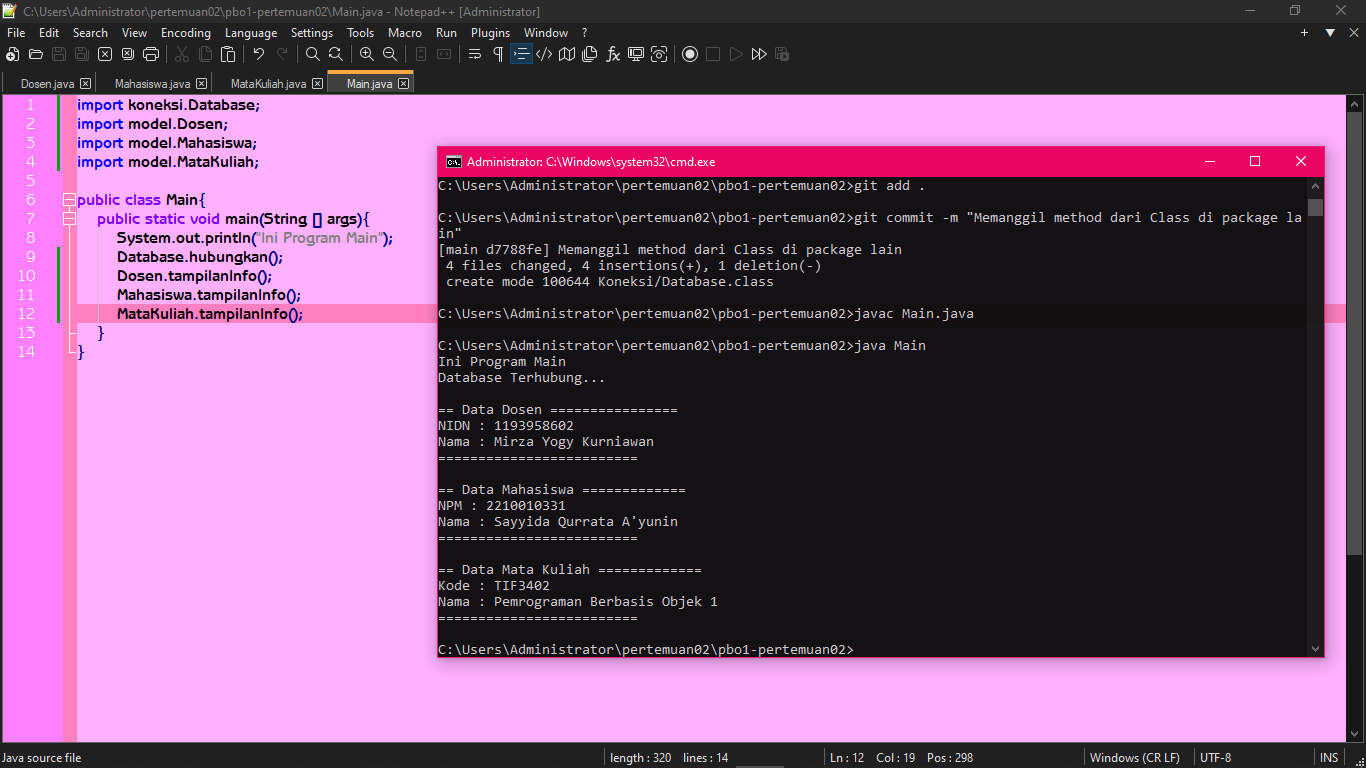 C:\Users\Administrator\pertemuan02\pbo1-pertemuan02\Main.java - Notepad++ [Administrator]
File Edit Search View Encoding Language Settings Tools Macro Run Plugins Window ?
Dosen.java Mahasiswa.java MataKuliah.java Main.java
1 import koneksi.Database;
2 import model.Dosen;
3 import model.Mahasiswa;
4 import model.MataKuliah;
5
6 public class Main{
7 public static void main(String [] args){
8 System.out.println("Ini Program Main");
9 Database.hubungkan();
10 Dosen.tampilanInfo();
11 Mahasiswa.tampilanInfo();
12 MataKuliah.tampilanInfo();
13 }
14 }
Administrator: C:\Windows\system32\cmd.exe
C:\Users\Administrator\pertemuan02\pbo1-pertemuan02>git add .
C:\Users\Administrator\pertemuan02\pbo1-pertemuan02>git commit -m "Memanggil method dari Class di package la
in"
[main d7788fe] Memanggil method dari Class di package lain
4 files changed, 4 insertions(+), 1 deletion(-)
create mode 100644 Koneksi/Database.class
C:\Users\Administrator\pertemuan02\pbo1-pertemuan02>javac Main.java
C:\Users\Administrator\pertemuan02\pbo1-pertemuan02>java Main
Ini Program Main
Database Terhubung...
== Data Dosen ================
NIDN : 1193958602
Nama : Mirza Yogy Kurniawan
=========================
== Data Mahasiswa =============
NPM : 2210010331
Nama : Sayyida Qurrata A'yunin
=========================
== Data Mata Kuliah =============
Kode : TIF3402
Nama : Pemrograman Berbasis Objek 1
=========================
C:\Users\Administrator\pertemuan02\pbo1-pertemuan02>
Java source file length : 320 lines : 14 Ln : 12 Col : 19 Pos : 298 Windows (CR LF) UTF-8 INS